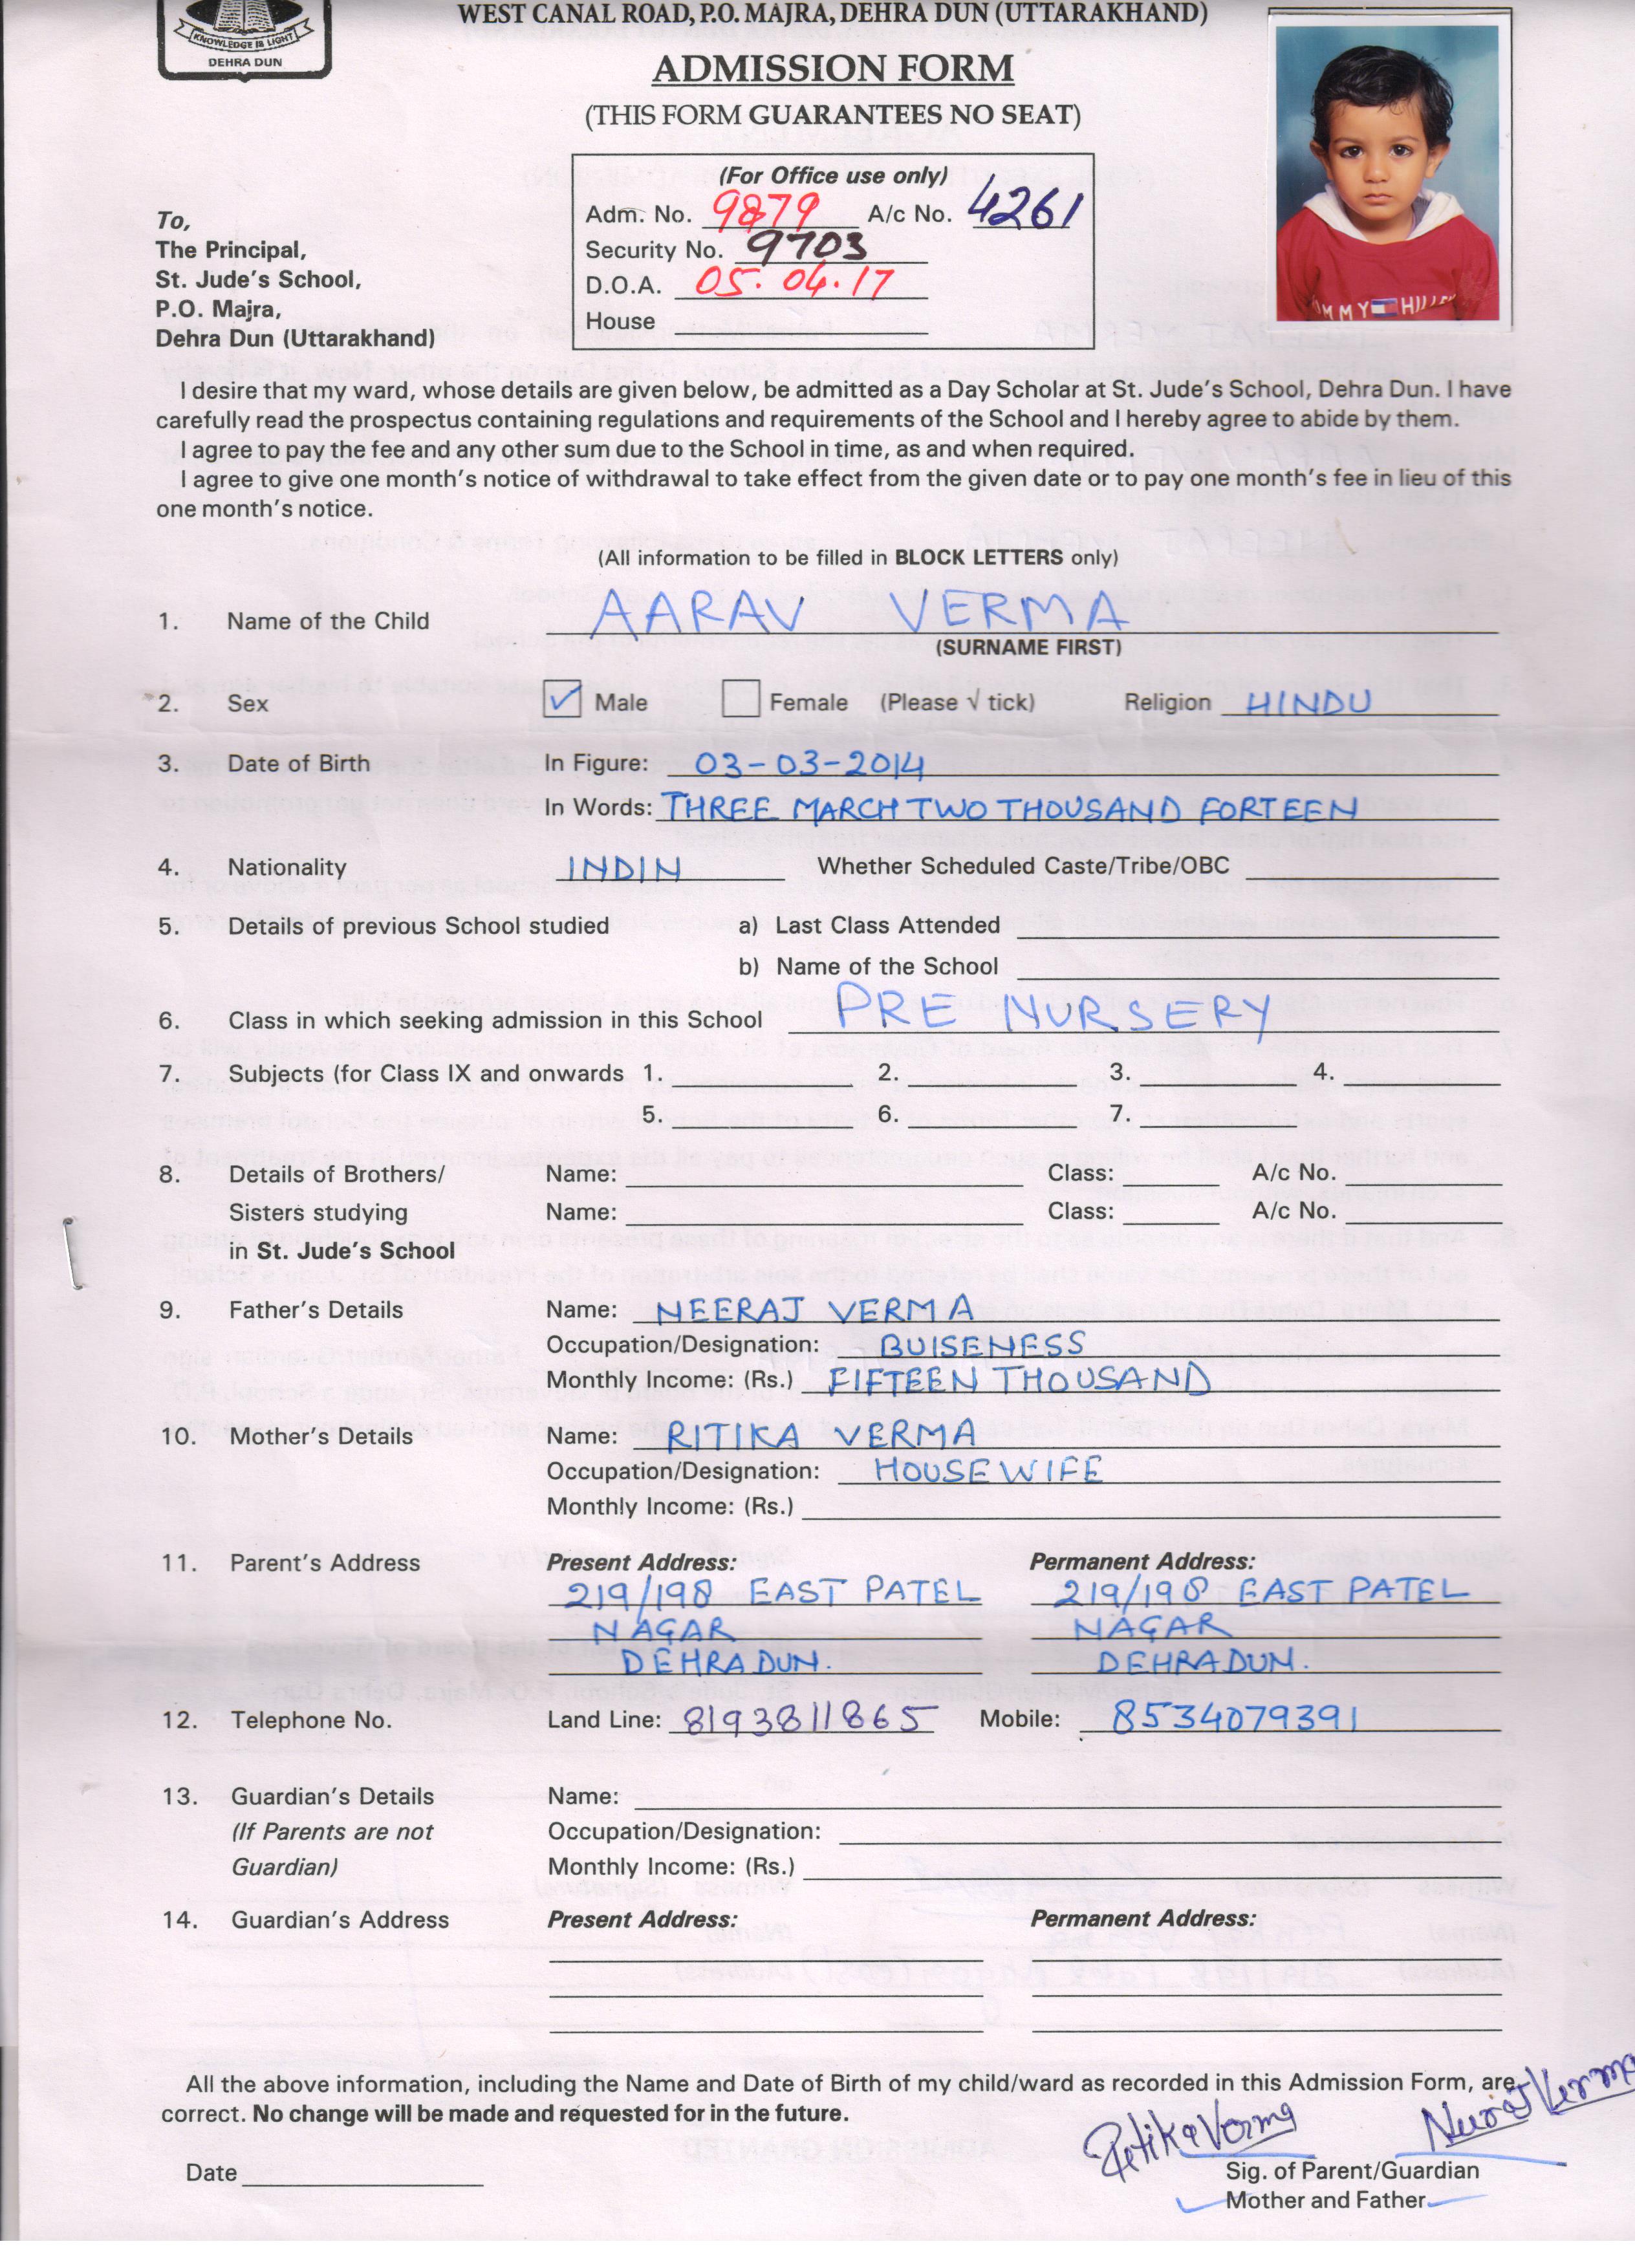 WEST CANAL ROAD, P.O. MAJRA, DEHRA DUN (UTTARAKHAND)
KNOWLEDGE IS LIGHT
DEHRA DUN
ADMISSION FORM
(THIS FORM GUARANTEES NO SEAT)
(For Office use only)
Adm. No. 9879 A/c No. 4261
Security No. 9703
D.O.A. 05.04.17
House
To,
The Principal,
St. Jude's School,
P.O. Majra,
Dehra Dun (Uttarakhand)
I desire that my ward, whose details are given below, be admitted as a Day Scholar at St. Jude's School, Dehra Dun. I have
carefully read the prospectus containing regulations and requirements of the School and I hereby agree to abide by them.
I agree to pay the fee and any other sum due to the School in time, as and when required.
I agree to give one month's notice of withdrawal to take effect from the given date or to pay one month's fee in lieu of this
one month's notice.
(All information to be filled in BLOCK LETTERS only)
1. Name of the Child AARAV VERMA
(SURNAME FIRST)
2. Sex ✓ Male Female (Please √ tick) Religion HINDU
3. Date of Birth In Figure: 03-03-2014
In Words: THREE MARCH TWO THOUSAND FORTEEN
4. Nationality INDIN Whether Scheduled Caste/Tribe/OBC
5. Details of previous School studied a) Last Class Attended
b) Name of the School
6. Class in which seeking admission in this School PRE NURSERY
7. Subjects (for Class IX and onwards 1. 2. 3. 4.
5. 6. 7.
8. Details of Brothers/ Name: Class: A/c No.
Sisters studying Name: Class: A/c No.
in St. Jude's School
9. Father's Details Name: NEERAJ VERMA
Occupation/Designation: BUISENESS
Monthly Income: (Rs.) FIFTEEN THOUSAND
10. Mother's Details Name: RITIKA VERMA
Occupation/Designation: HOUSE WIFE
Monthly Income: (Rs.)
11. Parent's Address Present Address: Permanent Address:
219/198 EAST PATEL 219/198 EAST PATEL
NAGAR NAGAR
DEHRADUN. DEHRADUN.
12. Telephone No. Land Line: 8193811865 Mobile: 8534079391
13. Guardian's Details Name:
(If Parents are not Occupation/Designation:
Guardian) Monthly Income: (Rs.)
14. Guardian's Address Present Address: Permanent Address:
All the above information, including the Name and Date of Birth of my child/ward as recorded in this Admission Form, are
correct. No change will be made and requested for in the future.
Ritika Verma Neeraj Verma
Date Sig. of Parent/Guardian
Mother and Father